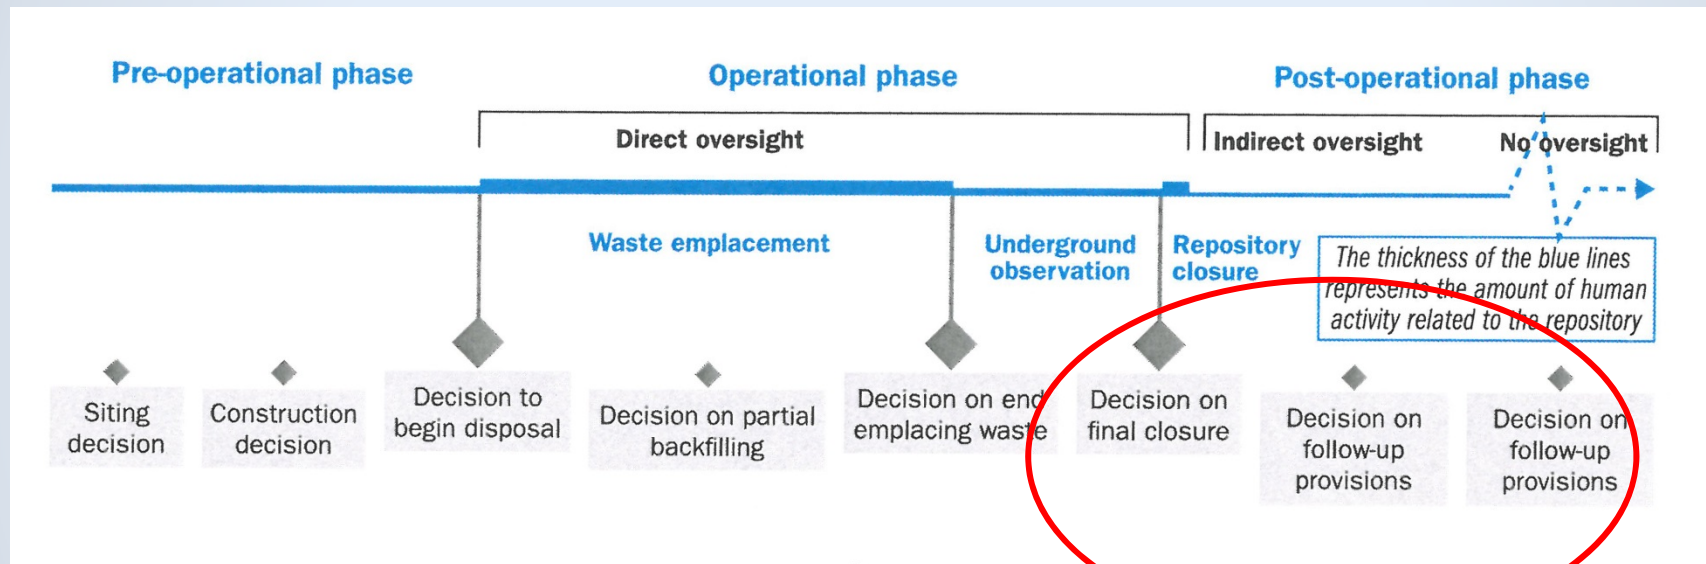 Pre-operational phase
Operational phase
Post-operational phase
Direct oversight
Indirect oversight
No oversight
Waste emplacement
Underground
observation
Repository
closure
The thickness of the blue lines
represents the amount of human
activity related to the repository
Siting
decision
Construction
decision
Decision to
begin disposal
Decision on partial
backfilling
Decision on end
emplacing waste
Decision on
final closure
Decision on
follow-up
provisions
Decision on
follow-up
provisions